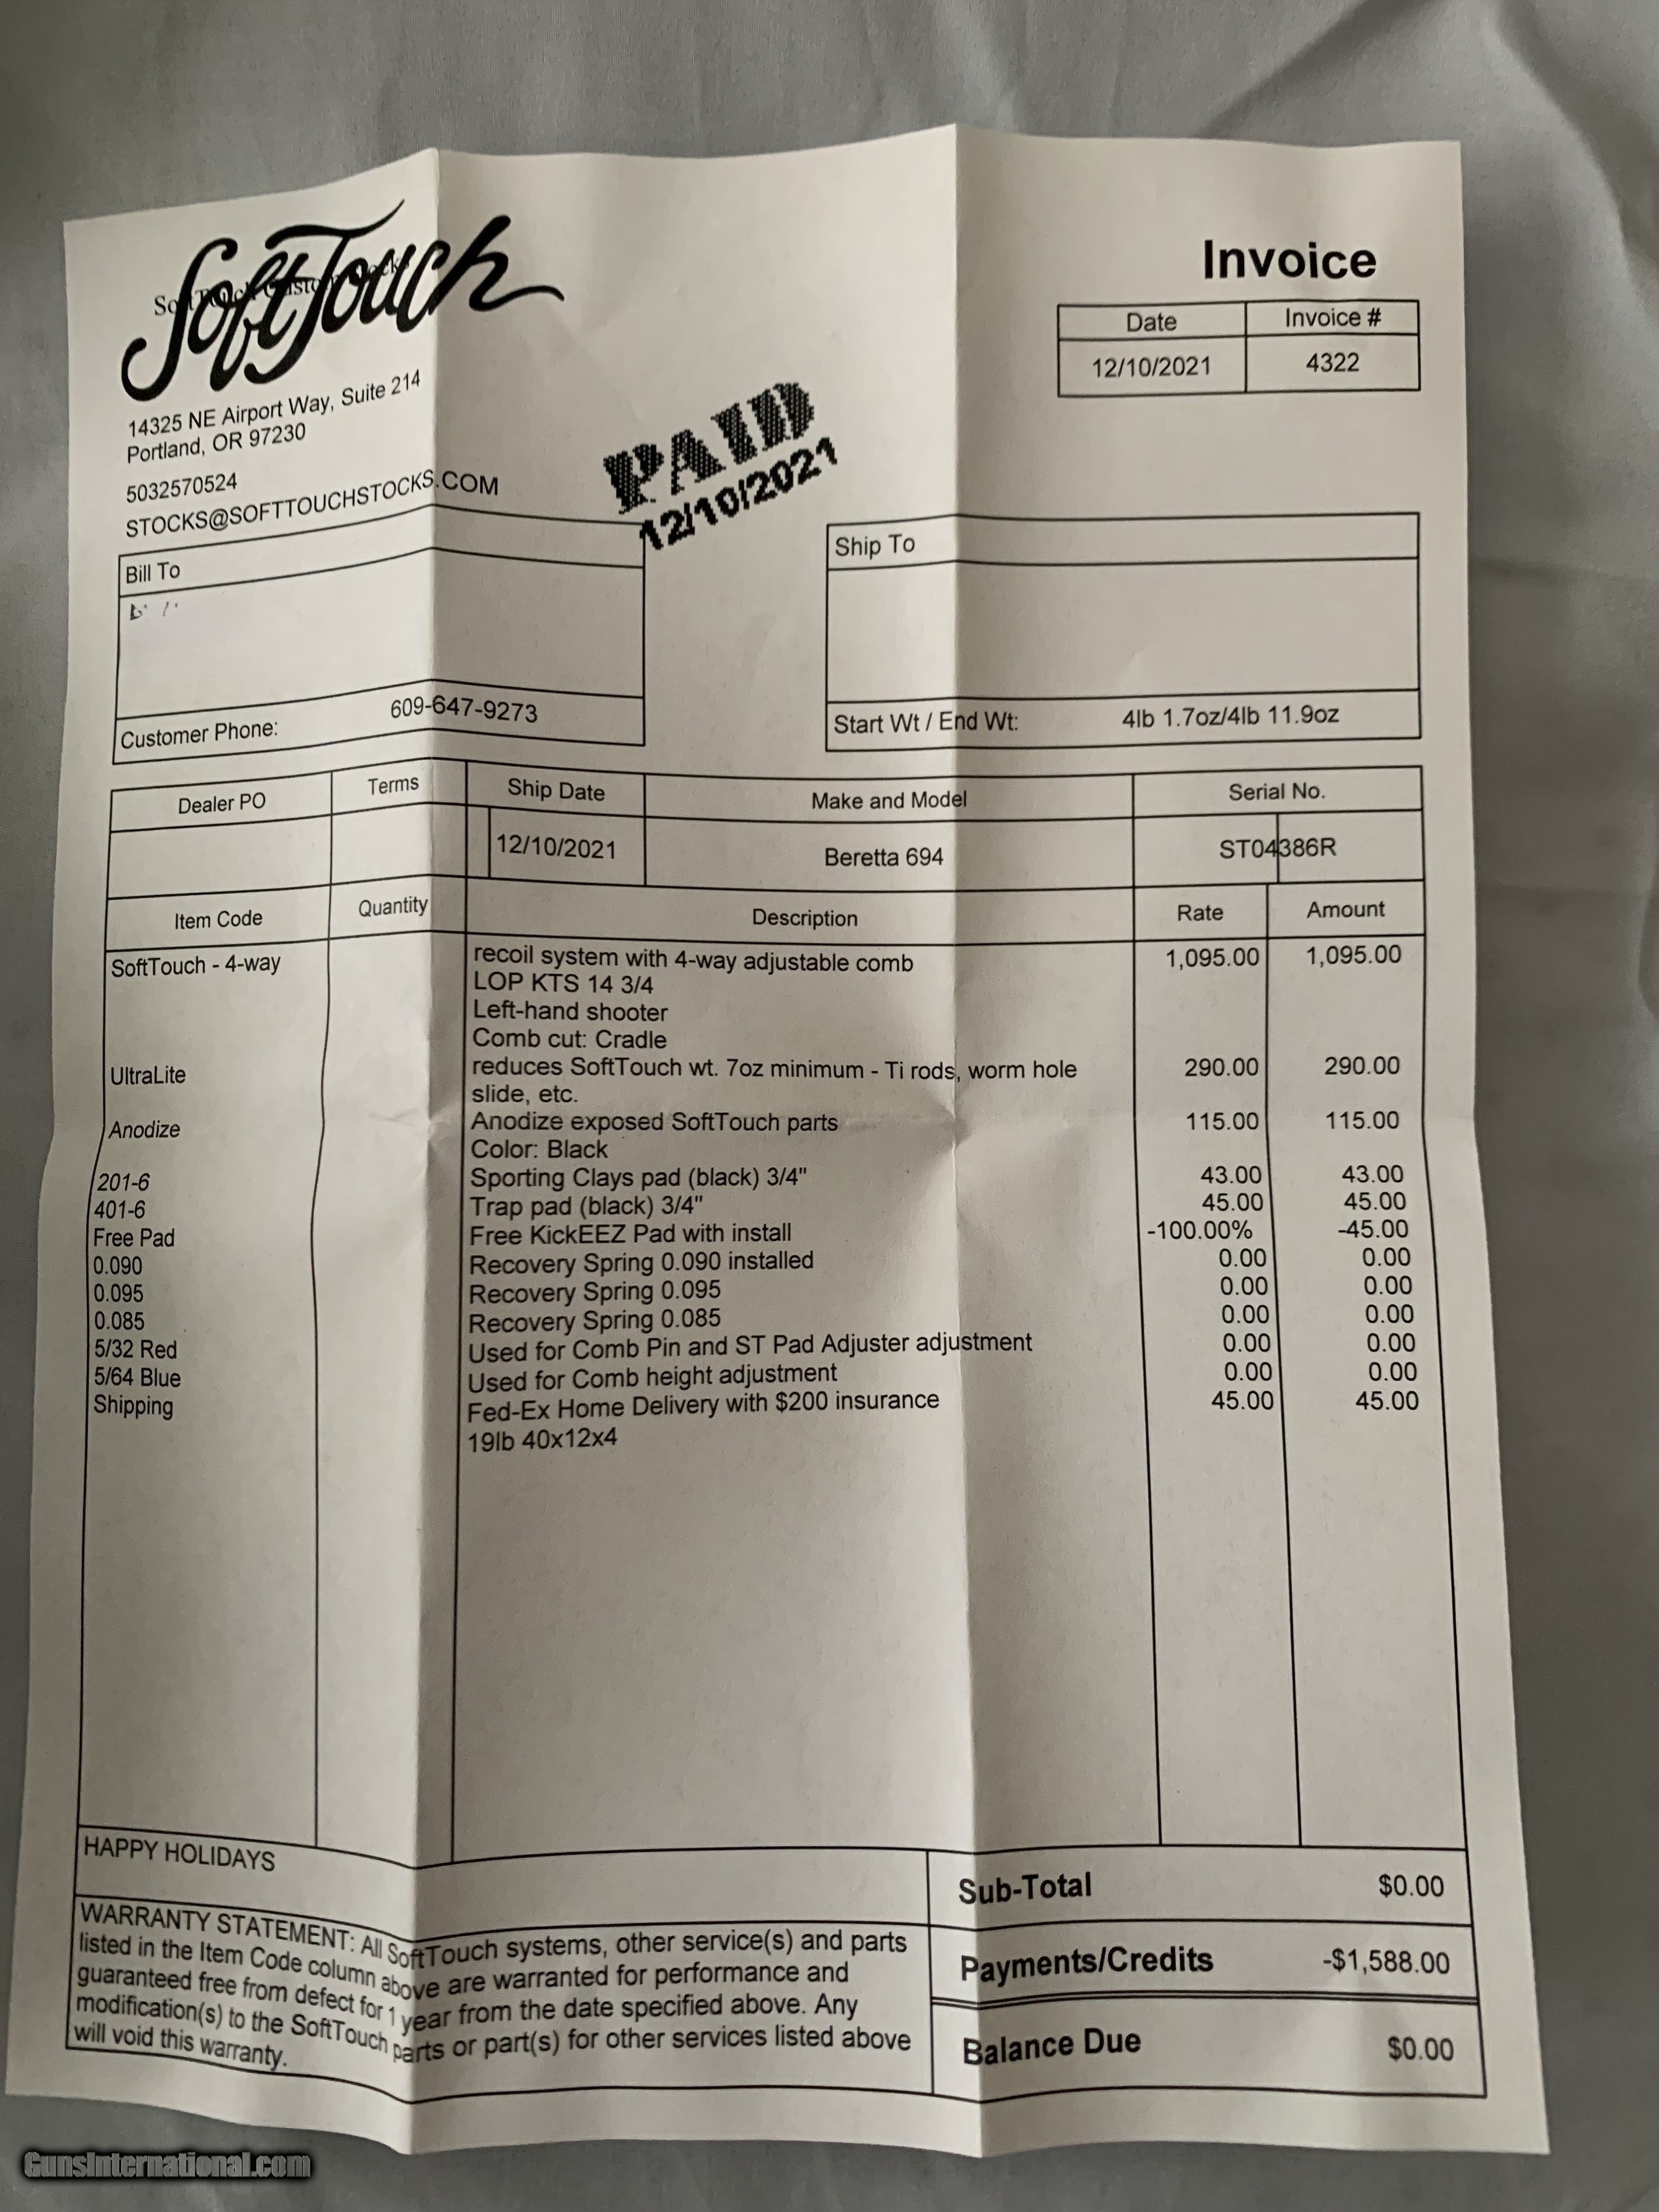 SoftTouch
Invoice
Date Invoice #
12/10/2021 4322
14325 NE Airport Way, Suite 214
Portland, OR 97230
5032570524
STOCKS@SOFTTOUCHSTOCKS.COM
PAID
12/10/2021
Bill To
Customer Phone: 609-647-9273
Ship To
Start Wt / End Wt: 4lb 1.7oz/4lb 11.9oz
Dealer PO Terms Ship Date Make and Model Serial No.
12/10/2021 Beretta 694 ST04386R
Item Code Quantity Description Rate Amount
SoftTouch - 4-way recoil system with 4-way adjustable comb 1,095.00 1,095.00
LOP KTS 14 3/4
Left-hand shooter
Comb cut: Cradle
UltraLite reduces SoftTouch wt. 7oz minimum - Ti rods, worm hole 290.00 290.00
slide, etc.
Anodize Anodize exposed SoftTouch parts 115.00 115.00
Color: Black
201-6 Sporting Clays pad (black) 3/4" 43.00 43.00
401-6 Trap pad (black) 3/4" 45.00 45.00
Free Pad Free KickEEZ Pad with install -100.00% -45.00
0.090 Recovery Spring 0.090 installed 0.00 0.00
0.095 Recovery Spring 0.095 0.00 0.00
0.085 Recovery Spring 0.085 0.00 0.00
5/32 Red Used for Comb Pin and ST Pad Adjuster adjustment 0.00 0.00
5/64 Blue Used for Comb height adjustment 0.00 0.00
Shipping Fed-Ex Home Delivery with $200 insurance 45.00 45.00
19lb 40x12x4
HAPPY HOLIDAYS
WARRANTY STATEMENT: All SoftTouch systems, other service(s) and parts
listed in the Item Code column above are warranted for performance and
guaranteed free from defect for 1 year from the date specified above. Any
modification(s) to the SoftTouch parts or part(s) for other services listed above
will void this warranty.
Sub-Total $0.00
Payments/Credits -$1,588.00
Balance Due $0.00
GunsInternational.com